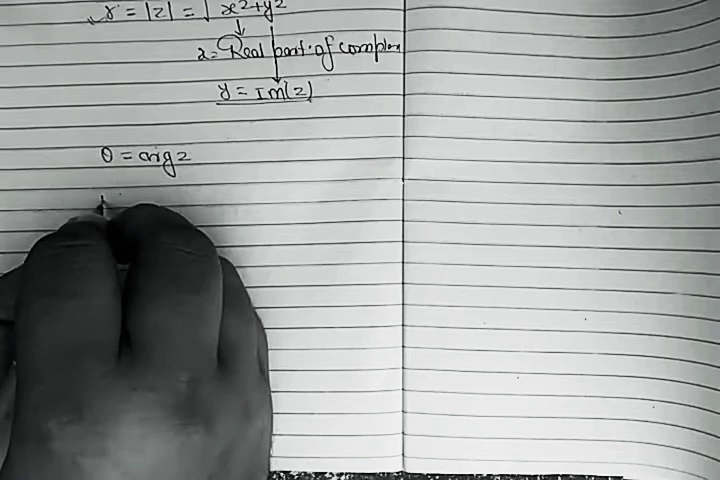 r = |z| = √x²+y²
x = Real part of complex
y = Im(z)
θ = arg z